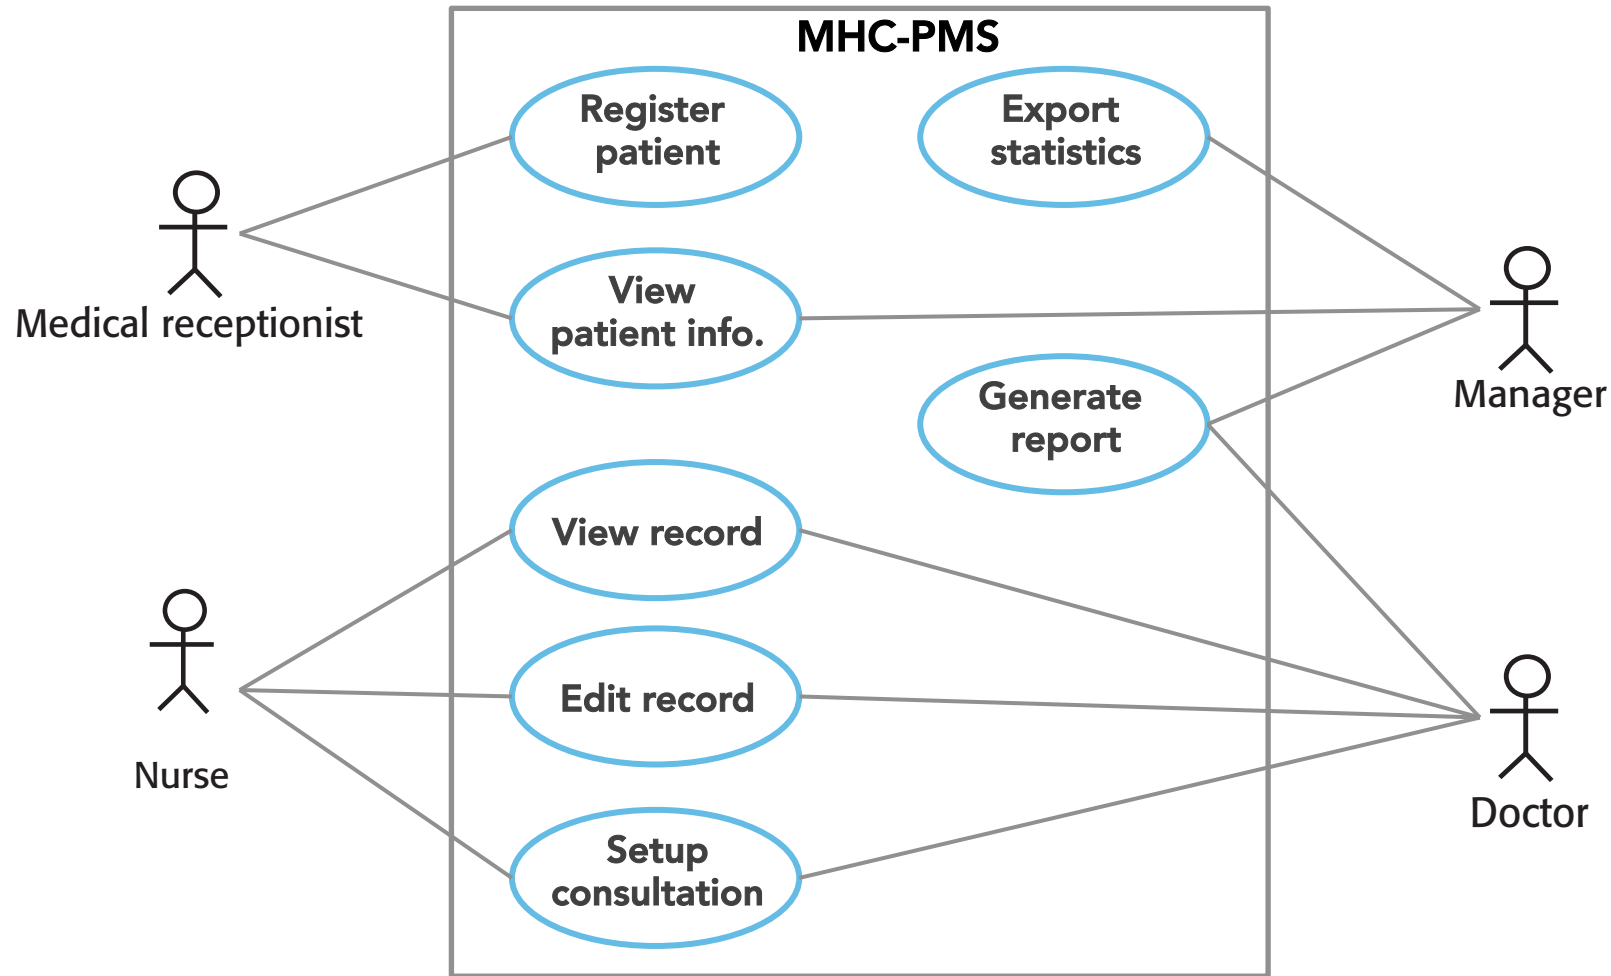 MHC-PMS
Register
patient
Export
statistics
Medical receptionist
View
patient info.
Manager
Generate
report
View record
Nurse
Edit record
Doctor
Setup
consultation